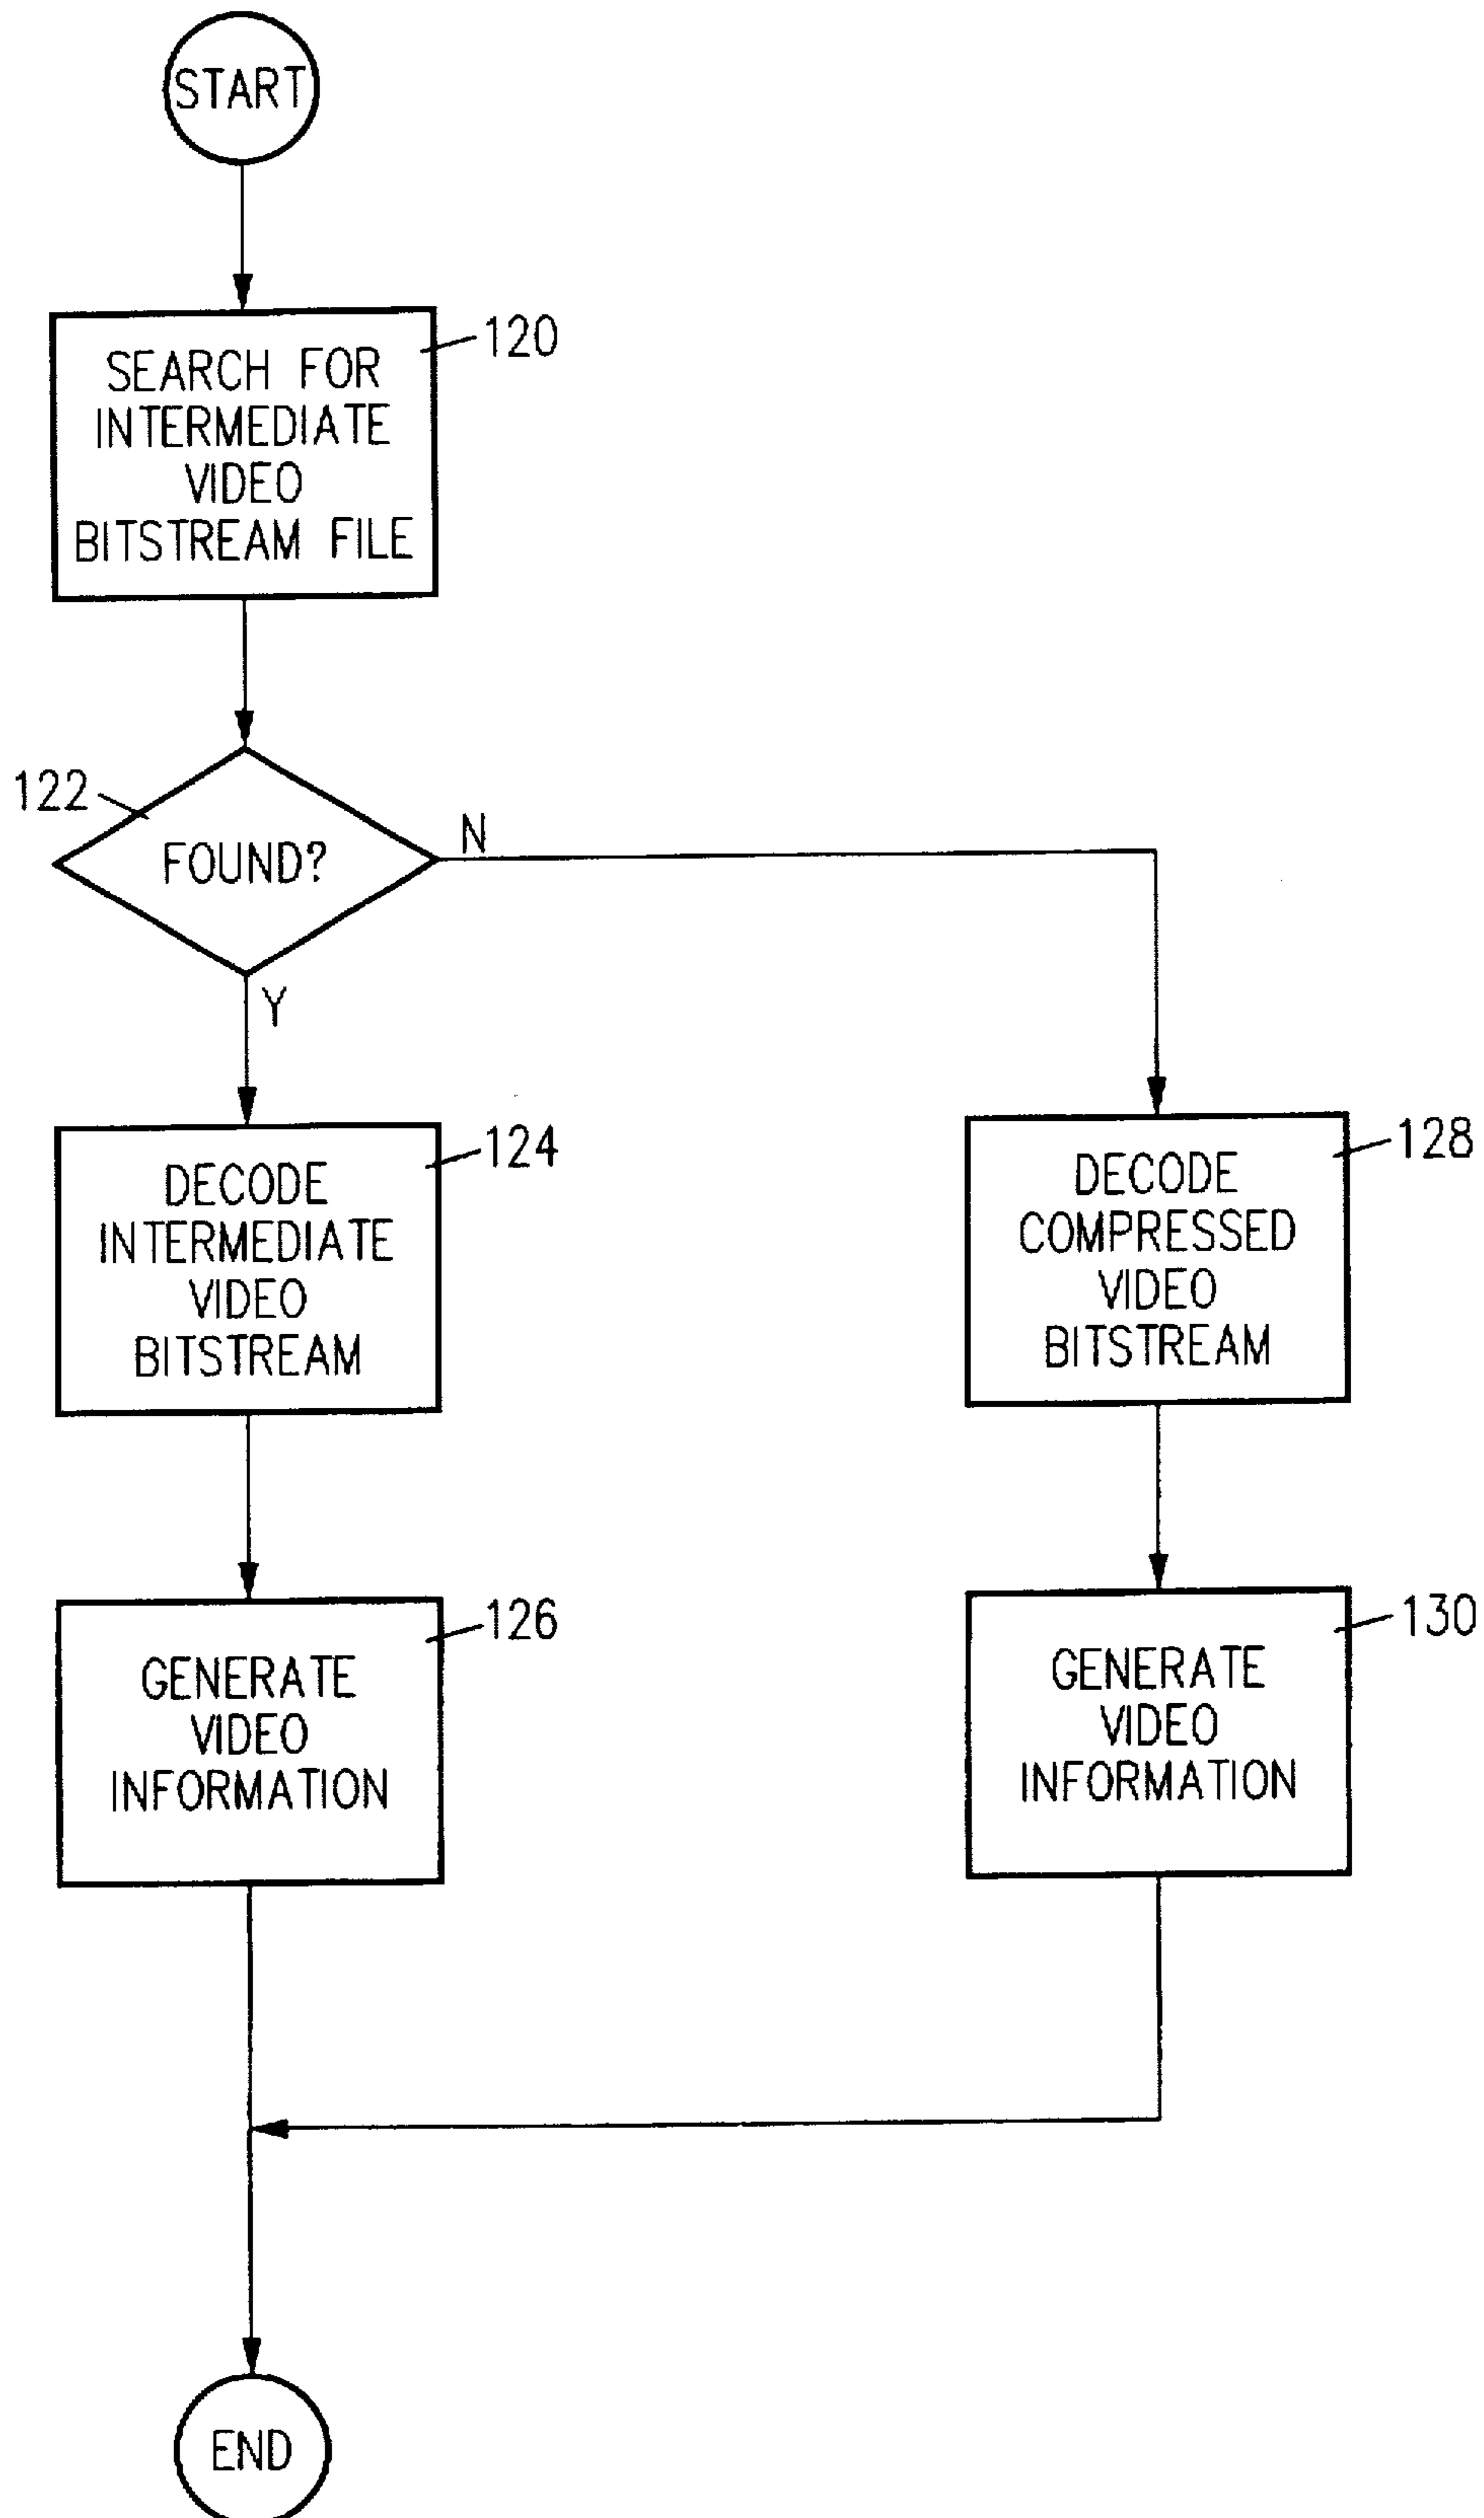 START
120
SEARCH FOR
INTERMEDIATE
VIDEO
BITSTREAM FILE
122
FOUND?
N
Y
124
DECODE
INTERMEDIATE
VIDEO
BITSTREAM
128
DECODE
COMPRESSED
VIDEO
BITSTREAM
126
GENERATE
VIDEO
INFORMATION
130
GENERATE
VIDEO
INFORMATION
END